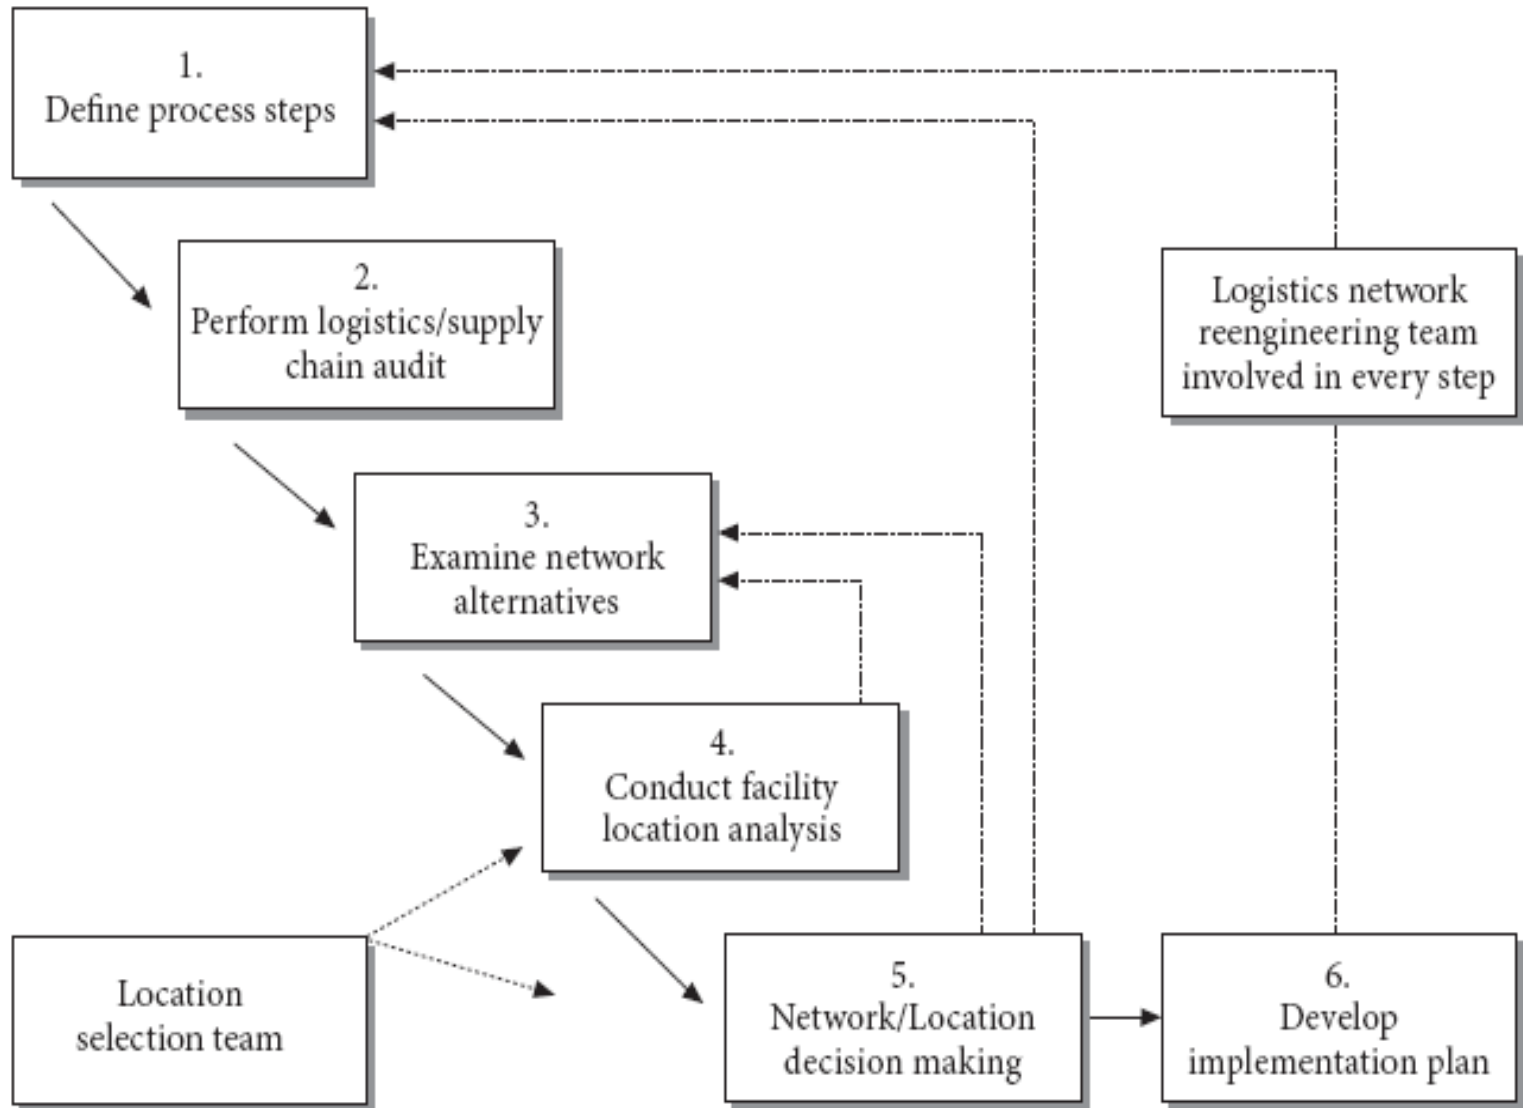 1.
Define process steps
2.
Perform logistics/supply
chain audit
Logistics network
reengineering team
involved in every step
3.
Examine network
alternatives
4.
Conduct facility
location analysis
Location
selection team
5.
Network/Location
decision making
6.
Develop
implementation plan